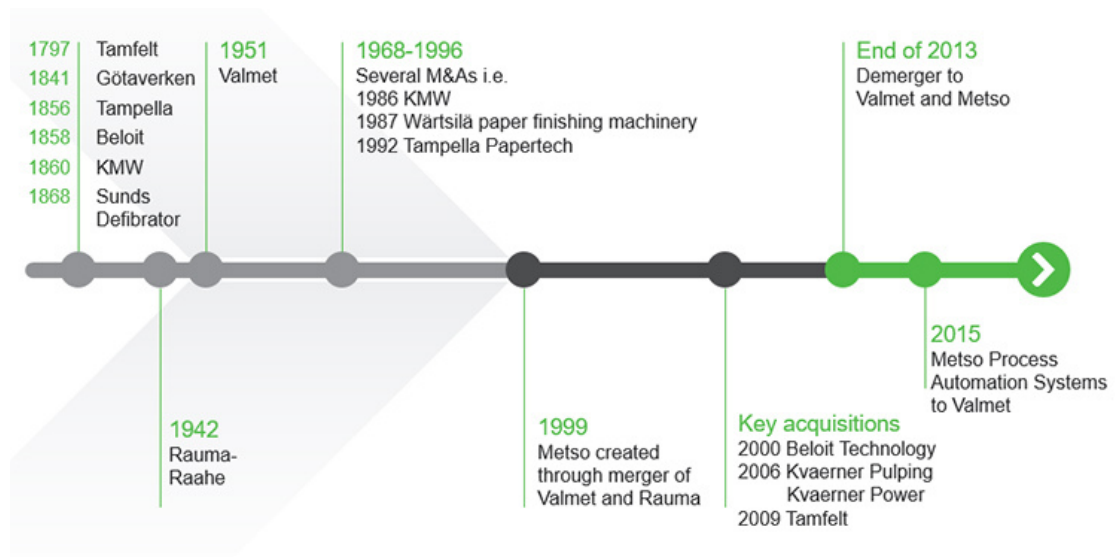 1797 Tamfelt
1841 Götaverken
1856 Tampella
1858 Beloit
1860 KMW
1868 Sunds
Defibrator
1951
Valmet
1968-1996
Several M&As i.e.
1986 KMW
1987 Wärtsilä paper finishing machinery
1992 Tampella Papertech
End of 2013
Demerger to
Valmet and Metso
1942
Rauma-
Raahe
1999
Metso created
through merger of
Valmet and Rauma
Key acquisitions
2000 Beloit Technology
2006 Kvaerner Pulping
Kvaerner Power
2009 Tamfelt
2015
Metso Process
Automation Systems
to Valmet